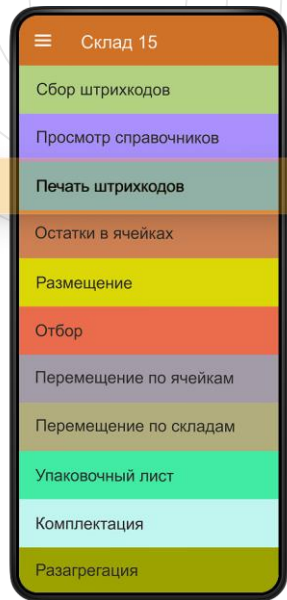 Склад 15
Сбор штрихкодов
Просмотр справочников
Печать штрихкодов
Остатки в ячейках
Размещение
Отбор
Перемещение по ячейкам
Перемещение по складам
Упаковочный лист
Комплектация
Разагрегация